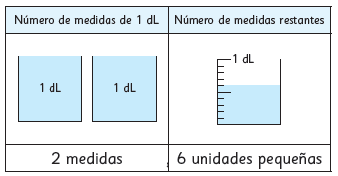 Número de medidas de 1 dL
Número de medidas restantes
1 dL
1 dL
1 dL
2 medidas
, 6 unidades pequeñas